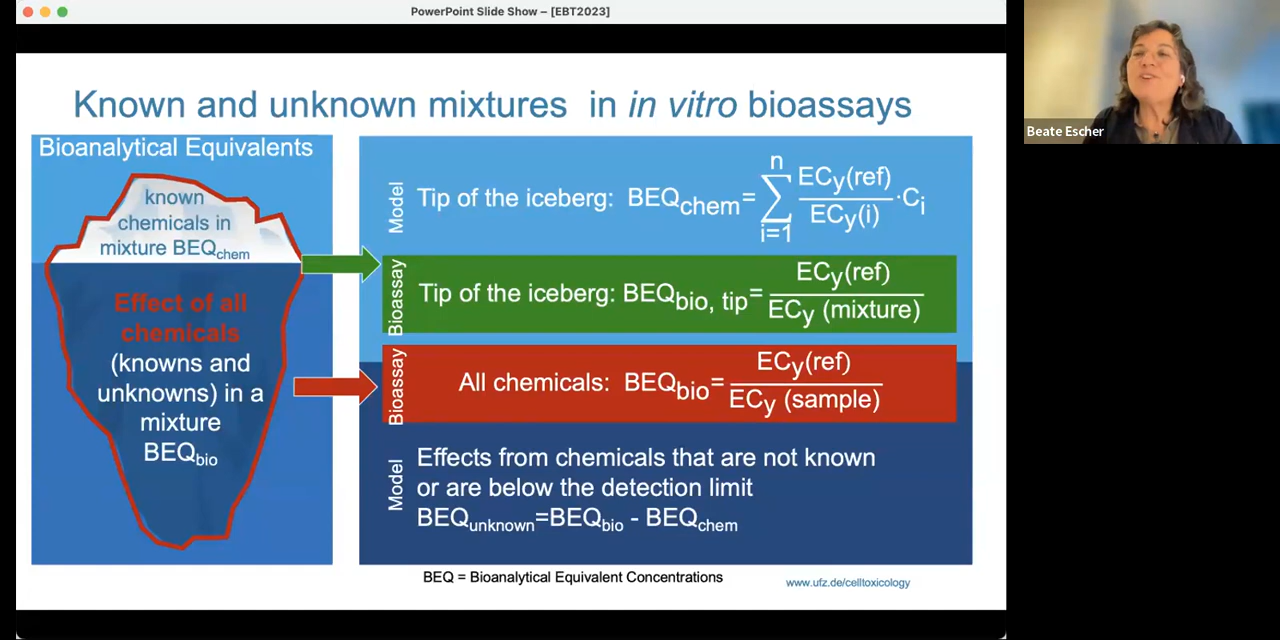 PowerPoint Slide Show – [EBT2023]
Known and unknown mixtures in in vitro bioassays
Bioanalytical Equivalents
known
chemicals in
mixture BEQchem
Effect of all
chemicals
(knowns and
unknowns) in a
mixture
BEQbio
Model
Tip of the iceberg: BEQchem= n ∑ i=1 ECy(ref) / ECy(i) ·Ci
Bioassay
Tip of the iceberg: BEQbio, tip= ECy(ref) / ECy (mixture)
Bioassay
All chemicals: BEQbio= ECy(ref) / ECy (sample)
Model
Effects from chemicals that are not known
or are below the detection limit
BEQunknown=BEQbio - BEQchem
BEQ = Bioanalytical Equivalent Concentrations
www.ufz.de/celltoxicology
Beate Escher